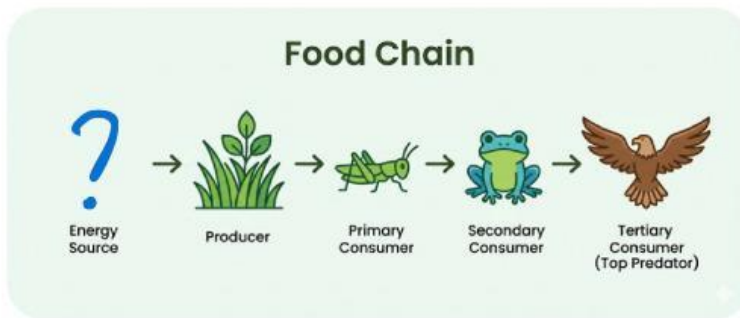 Food Chain
?
Energy
Source
Producer
Primary
Consumer
Secondary
Consumer
Tertiary
Consumer
(Top Predator)